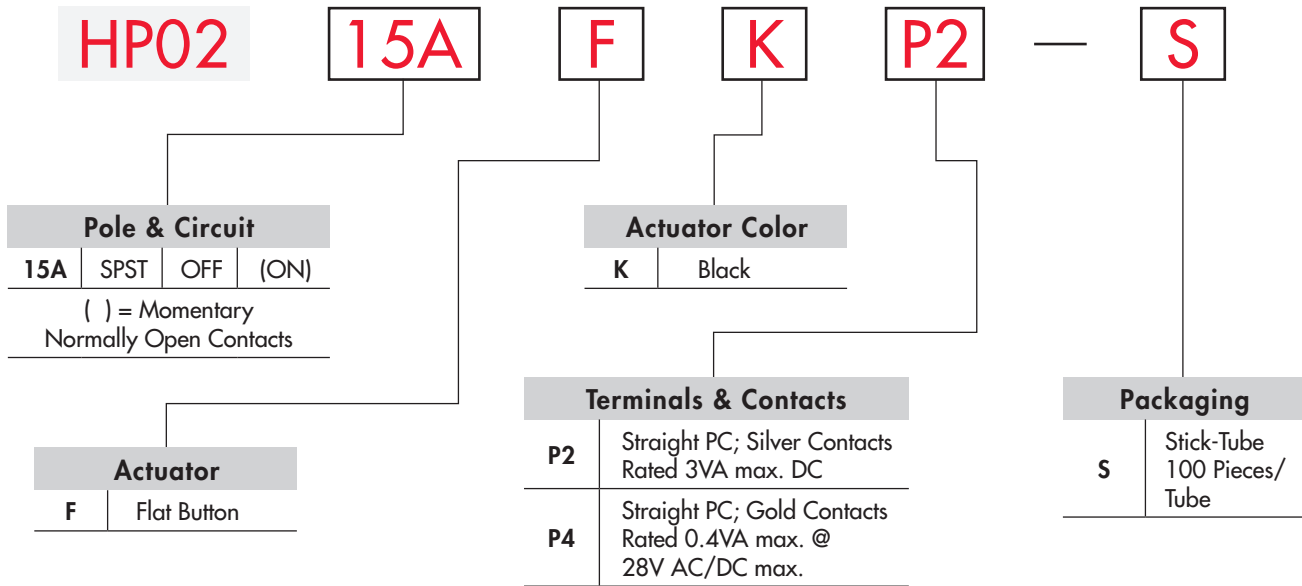 HP02 15A F K P2 — S
Pole & Circuit
15A SPST OFF (ON)
( ) = Momentary
Normally Open Contacts
Actuator Color
K Black
Actuator
F Flat Button
Terminals & Contacts
P2 Straight PC; Silver Contacts
Rated 3VA max. DC
P4 Straight PC; Gold Contacts
Rated 0.4VA max. @
28V AC/DC max.
Packaging
S Stick-Tube
100 Pieces/
Tube